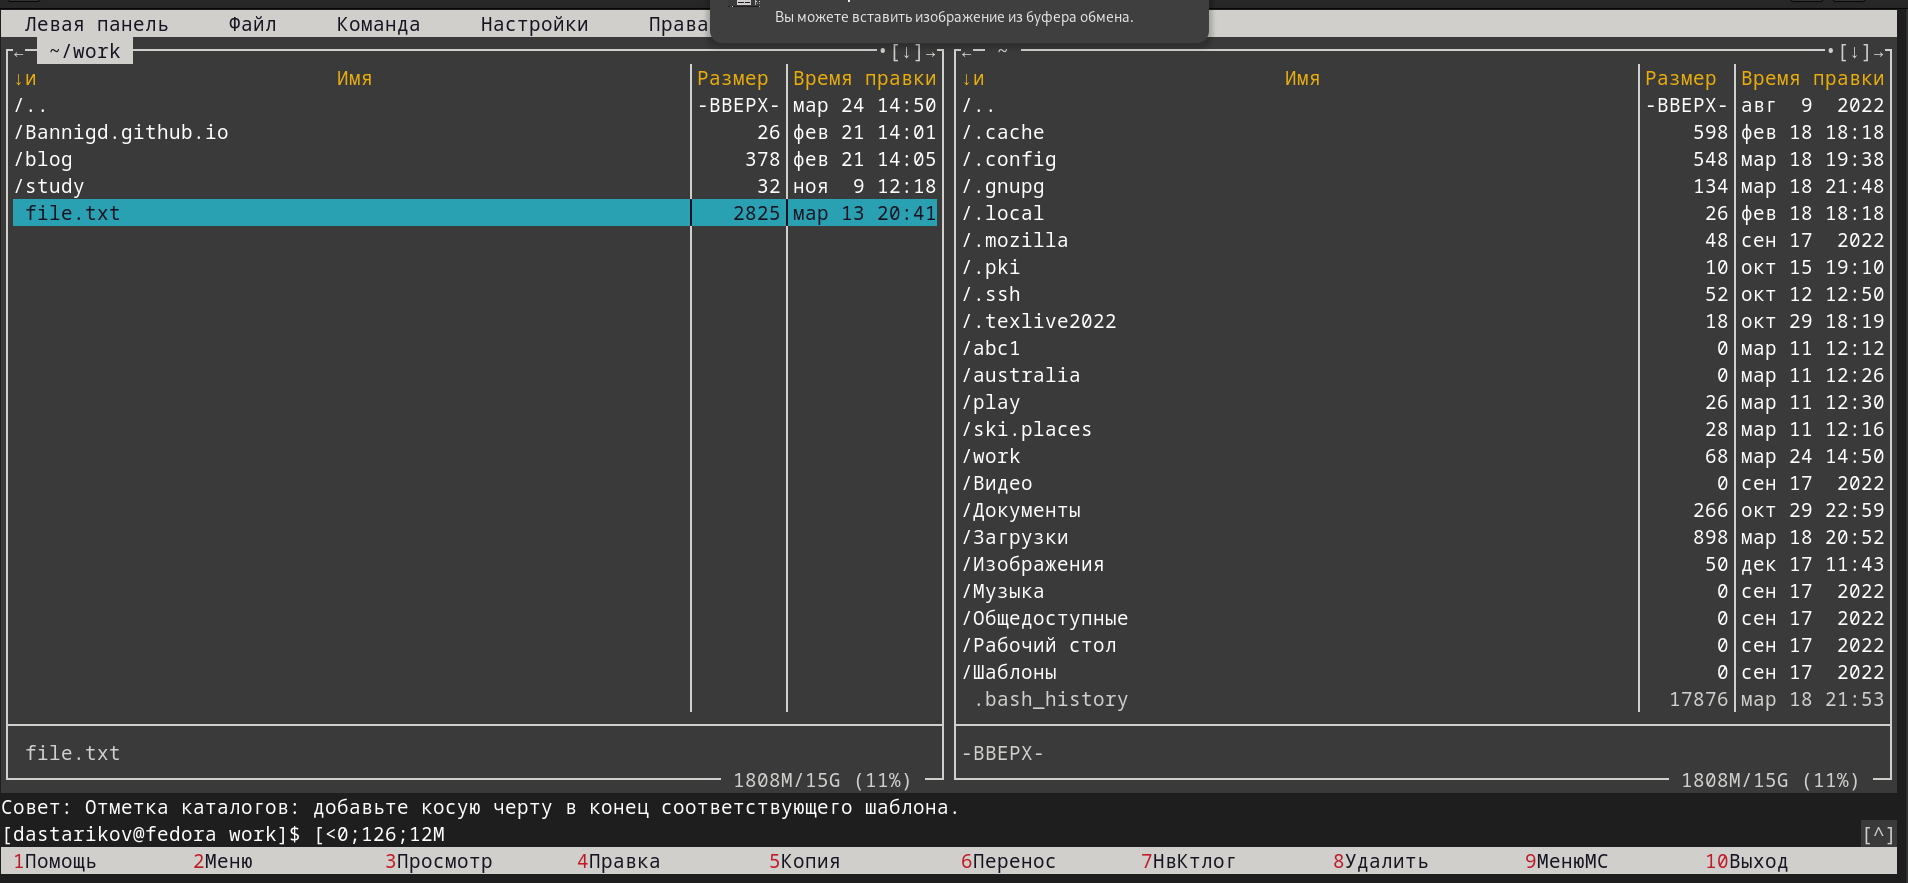 Вы можете вставить изображение из буфера обмена.
Левая панель Файл Команда Настройки Права
~/work •[↓]
↓и Имя Размер Время правки
/.. -ВВЕРХ- мар 24 14:50
/Bannigd.github.io 26 фев 21 14:01
/blog 378 фев 21 14:05
/study 32 ноя 9 12:18
file.txt 2825 мар 13 20:41
file.txt
1808M/15G (11%)
~ •[↓]
↓и Имя Размер Время правки
/.. -ВВЕРХ- авг 9 2022
/.cache 598 фев 18 18:18
/.config 548 мар 18 19:38
/.gnupg 134 мар 18 21:48
/.local 26 фев 18 18:18
/.mozilla 48 сен 17 2022
/.pki 10 окт 15 19:10
/.ssh 52 окт 12 12:50
/.texlive2022 18 окт 29 18:19
/abc1 0 мар 11 12:12
/australia 0 мар 11 12:26
/play 26 мар 11 12:30
/ski.places 28 мар 11 12:16
/work 68 мар 24 14:50
/Видео 0 сен 17 2022
/Документы 266 окт 29 22:59
/Загрузки 898 мар 18 20:52
/Изображения 50 дек 17 11:43
/Музыка 0 сен 17 2022
/Общедоступные 0 сен 17 2022
/Рабочий стол 0 сен 17 2022
/Шаблоны 0 сен 17 2022
.bash_history 17876 мар 18 21:53
-ВВЕРХ-
1808M/15G (11%)
Совет: Отметка каталогов: добавьте косую черту в конец соответствующего шаблона.
[dastarikov@fedora work]$ [<0;126;12M [^]
1Помощь 2Меню 3Просмотр 4Правка 5Копия 6Перенос 7НвКтлог 8Удалить 9МенюМС 10Выход